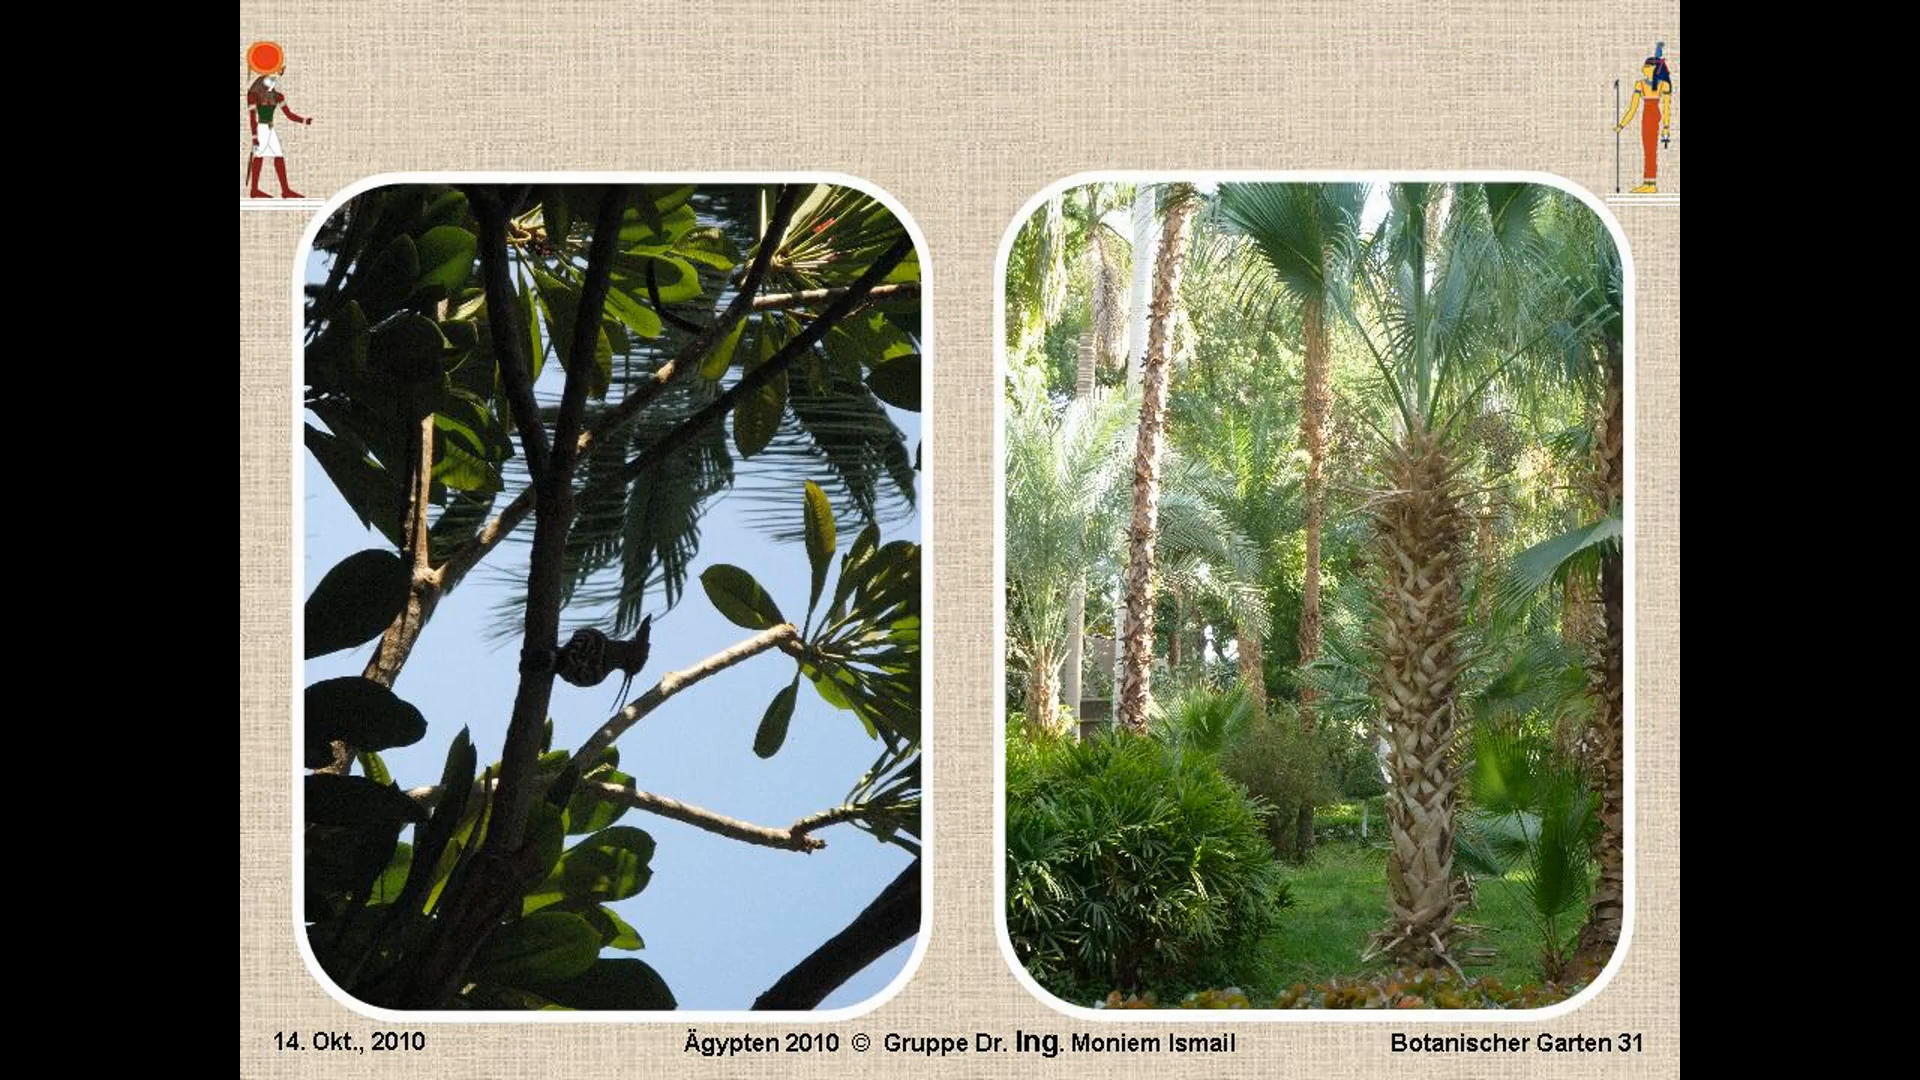 14. Okt., 2010 Ägypten 2010 © Gruppe Dr. Ing. Moniem Ismail Botanischer Garten 31